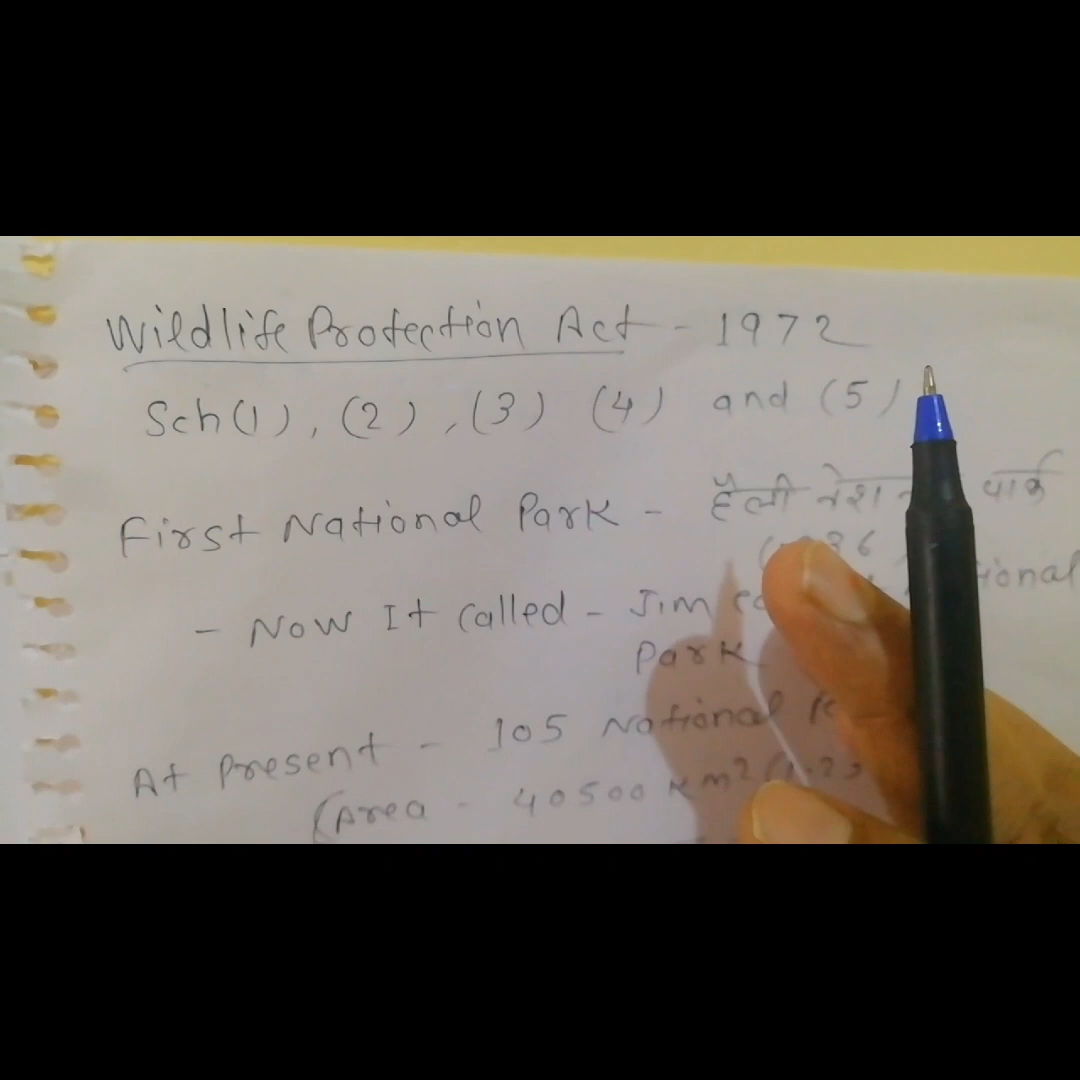 Wildlife Protection Act - 1972
Sch(1), (2), (3) (4) and (5)
First National Park - हैली पार्क
- Now It called - Jim
Park
At Present - 105 National
(Area - 40500 Km²